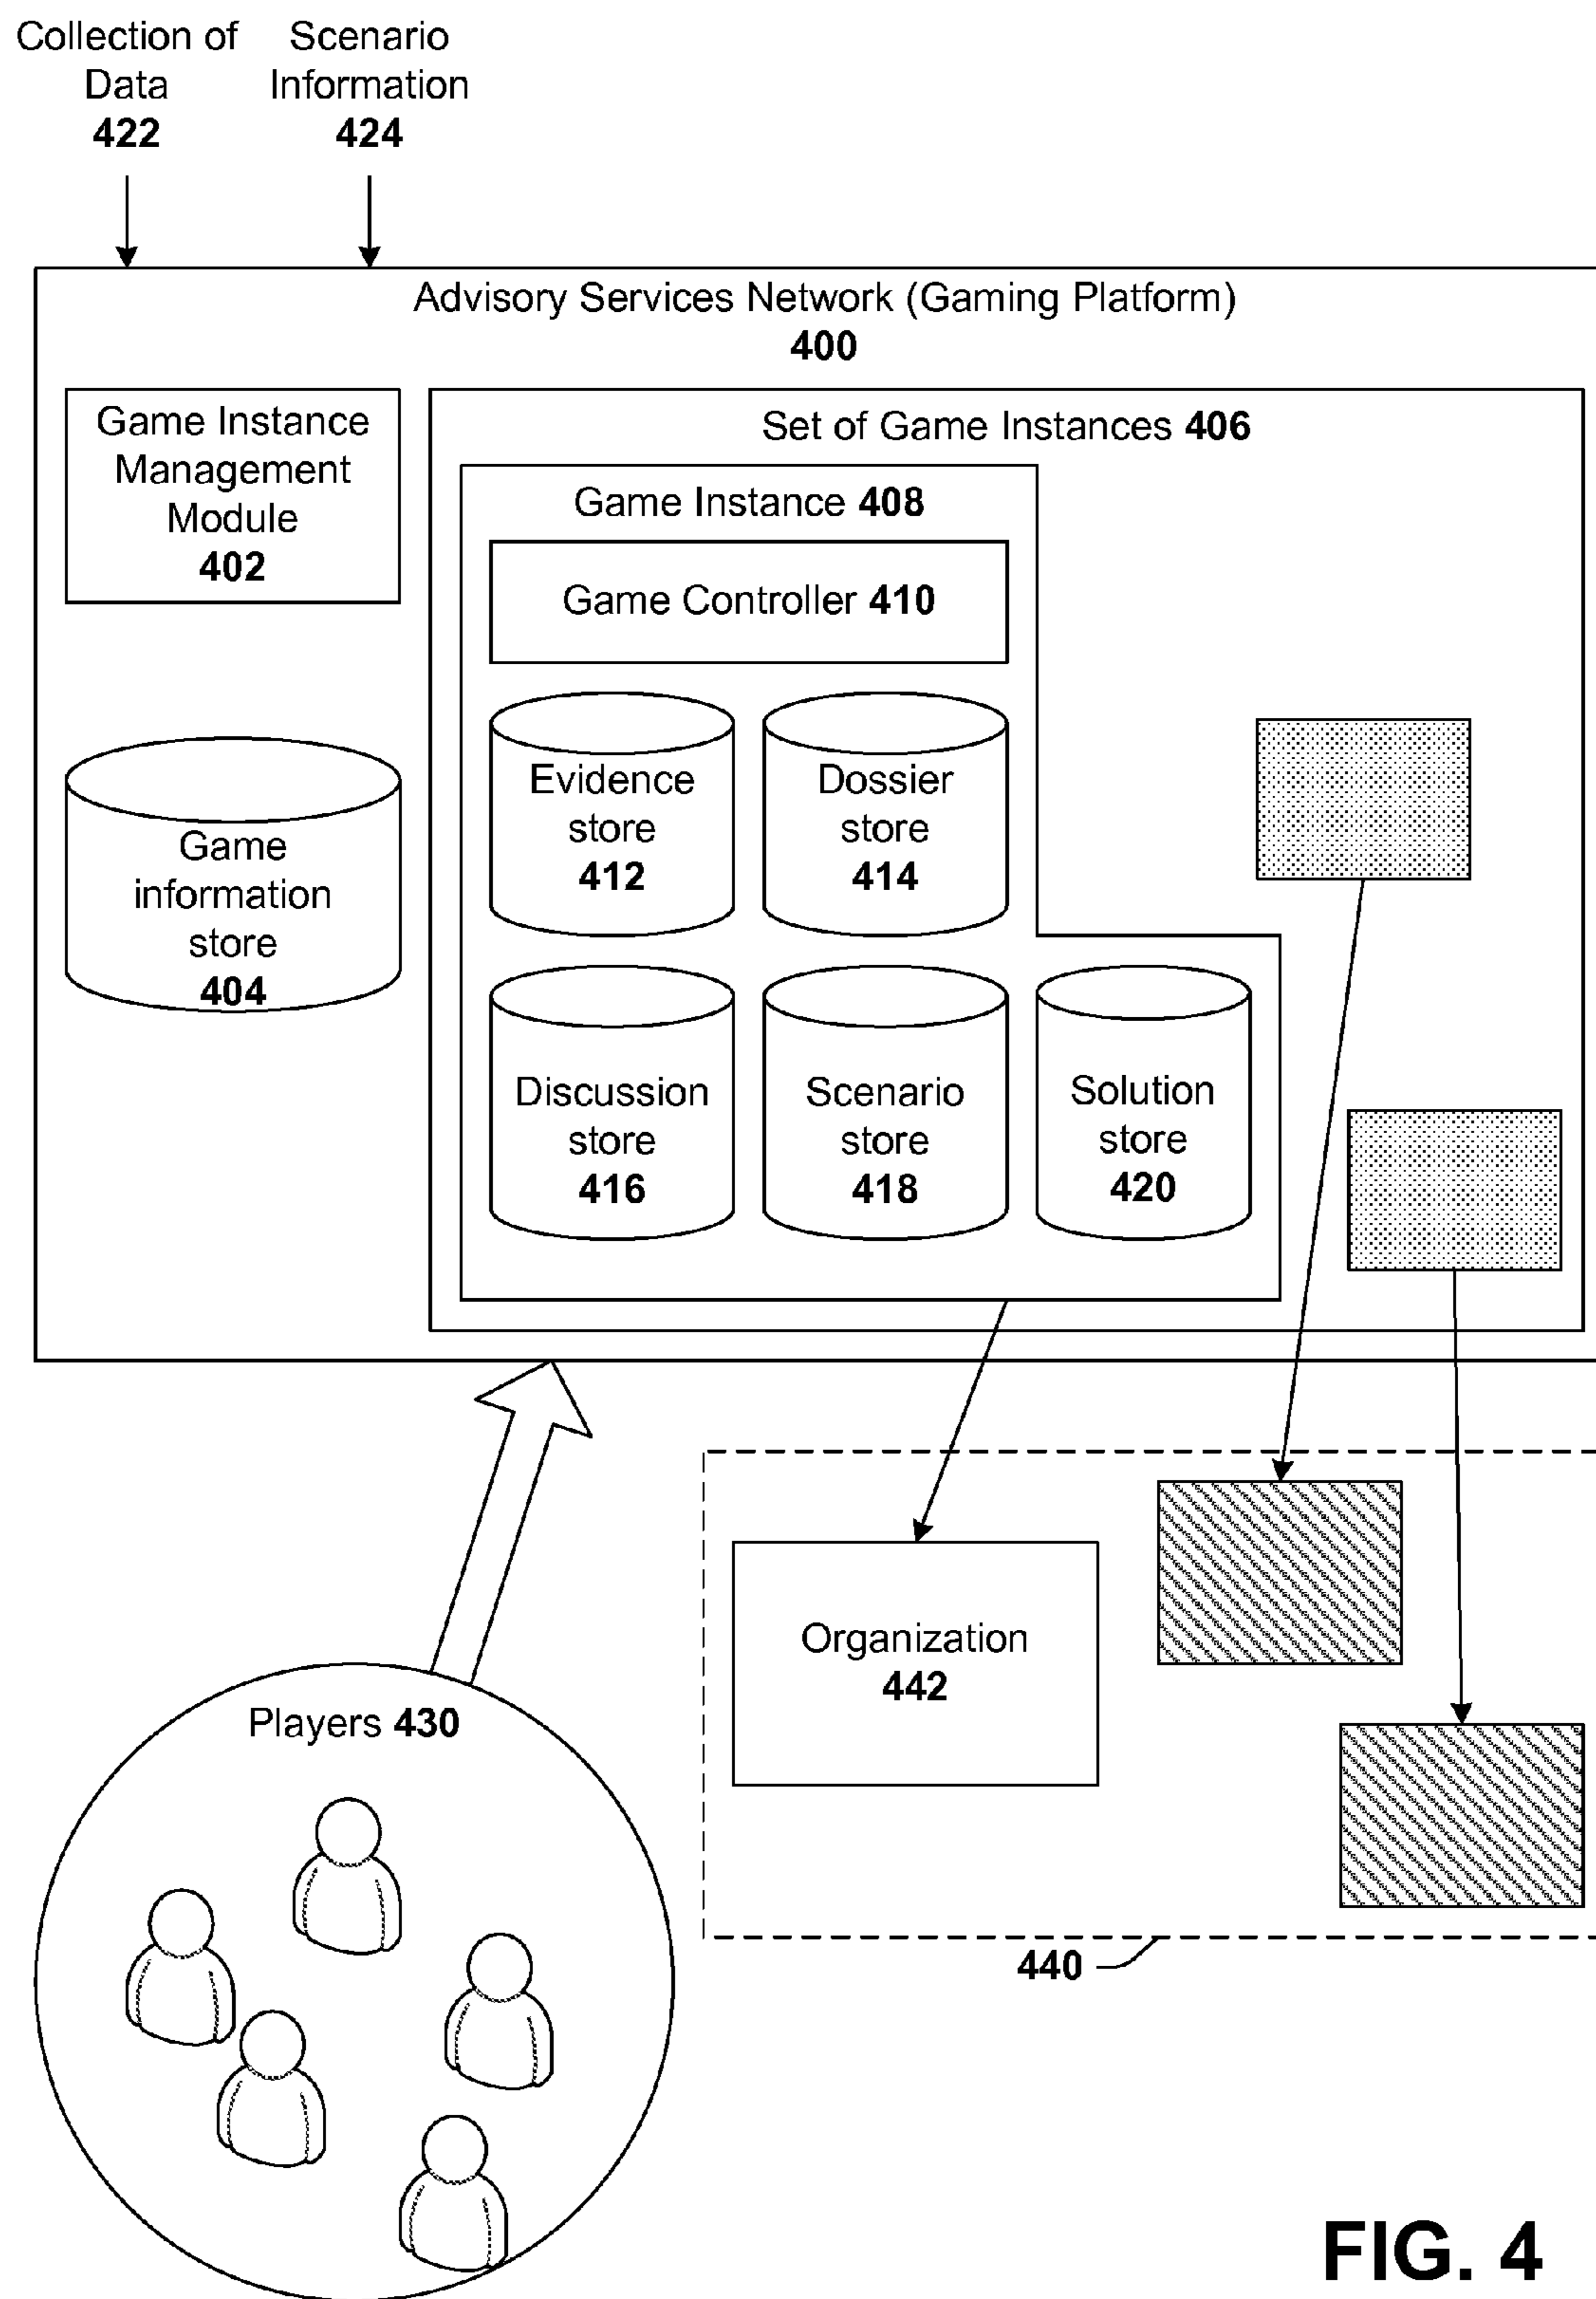 Collection of
Data
422
Scenario
Information
424
Advisory Services Network (Gaming Platform)
400
Game Instance
Management
Module
402
Game
information
store
404
Set of Game Instances 406
Game Instance 408
Game Controller 410
Evidence
store
412
Dossier
store
414
Discussion
store
416
Scenario
store
418
Solution
store
420
Organization
442
440
Players 430
FIG. 4